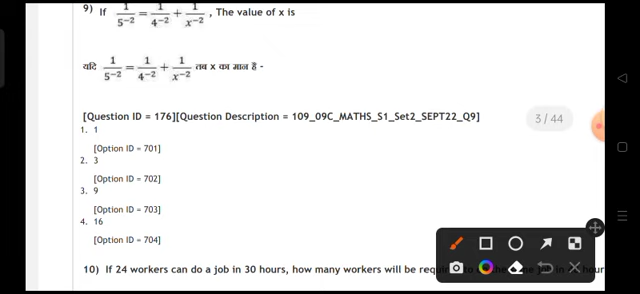 9) If 1/5⁻² = 1/4⁻² + 1/x⁻² , The value of x is
यदि 1/5⁻² = 1/4⁻² + 1/x⁻² तब x का मान है -
[Question ID = 176][Question Description = 109_09C_MATHS_S1_Set2_SEPT22_Q9]
1. 1
[Option ID = 701]
2. 3
[Option ID = 702]
3. 9
[Option ID = 703]
4. 16
[Option ID = 704]
3 / 44
10) If 24 workers can do a job in 30 hours, how many workers will be